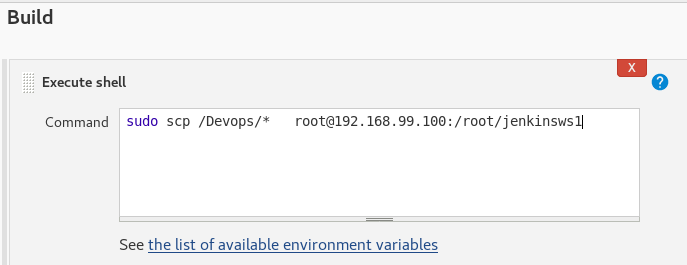 Build
Execute shell
X
?
Command
sudo scp /Devops/*   root@192.168.99.100:/root/jenkinsws1
See the list of available environment variables